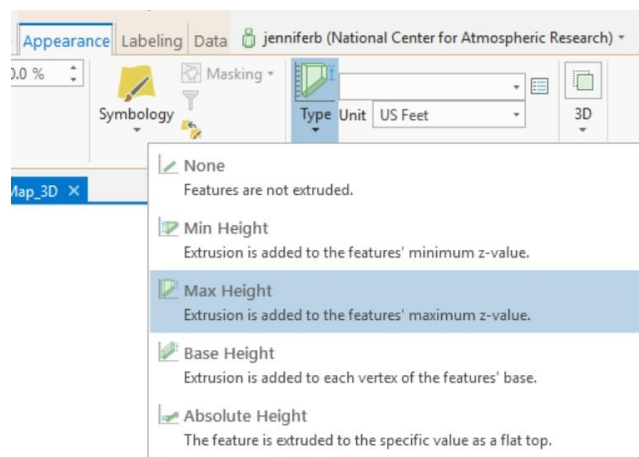 Appearance Labeling Data jenniferb (National Center for Atmospheric Research)
0.0 % Masking
Symbology Type Unit US Feet 3D
Map_3D
None
Features are not extruded.
Min Height
Extrusion is added to the features' minimum z-value.
Max Height
Extrusion is added to the features' maximum z-value.
Base Height
Extrusion is added to each vertex of the features' base.
Absolute Height
The feature is extruded to the specific value as a flat top.